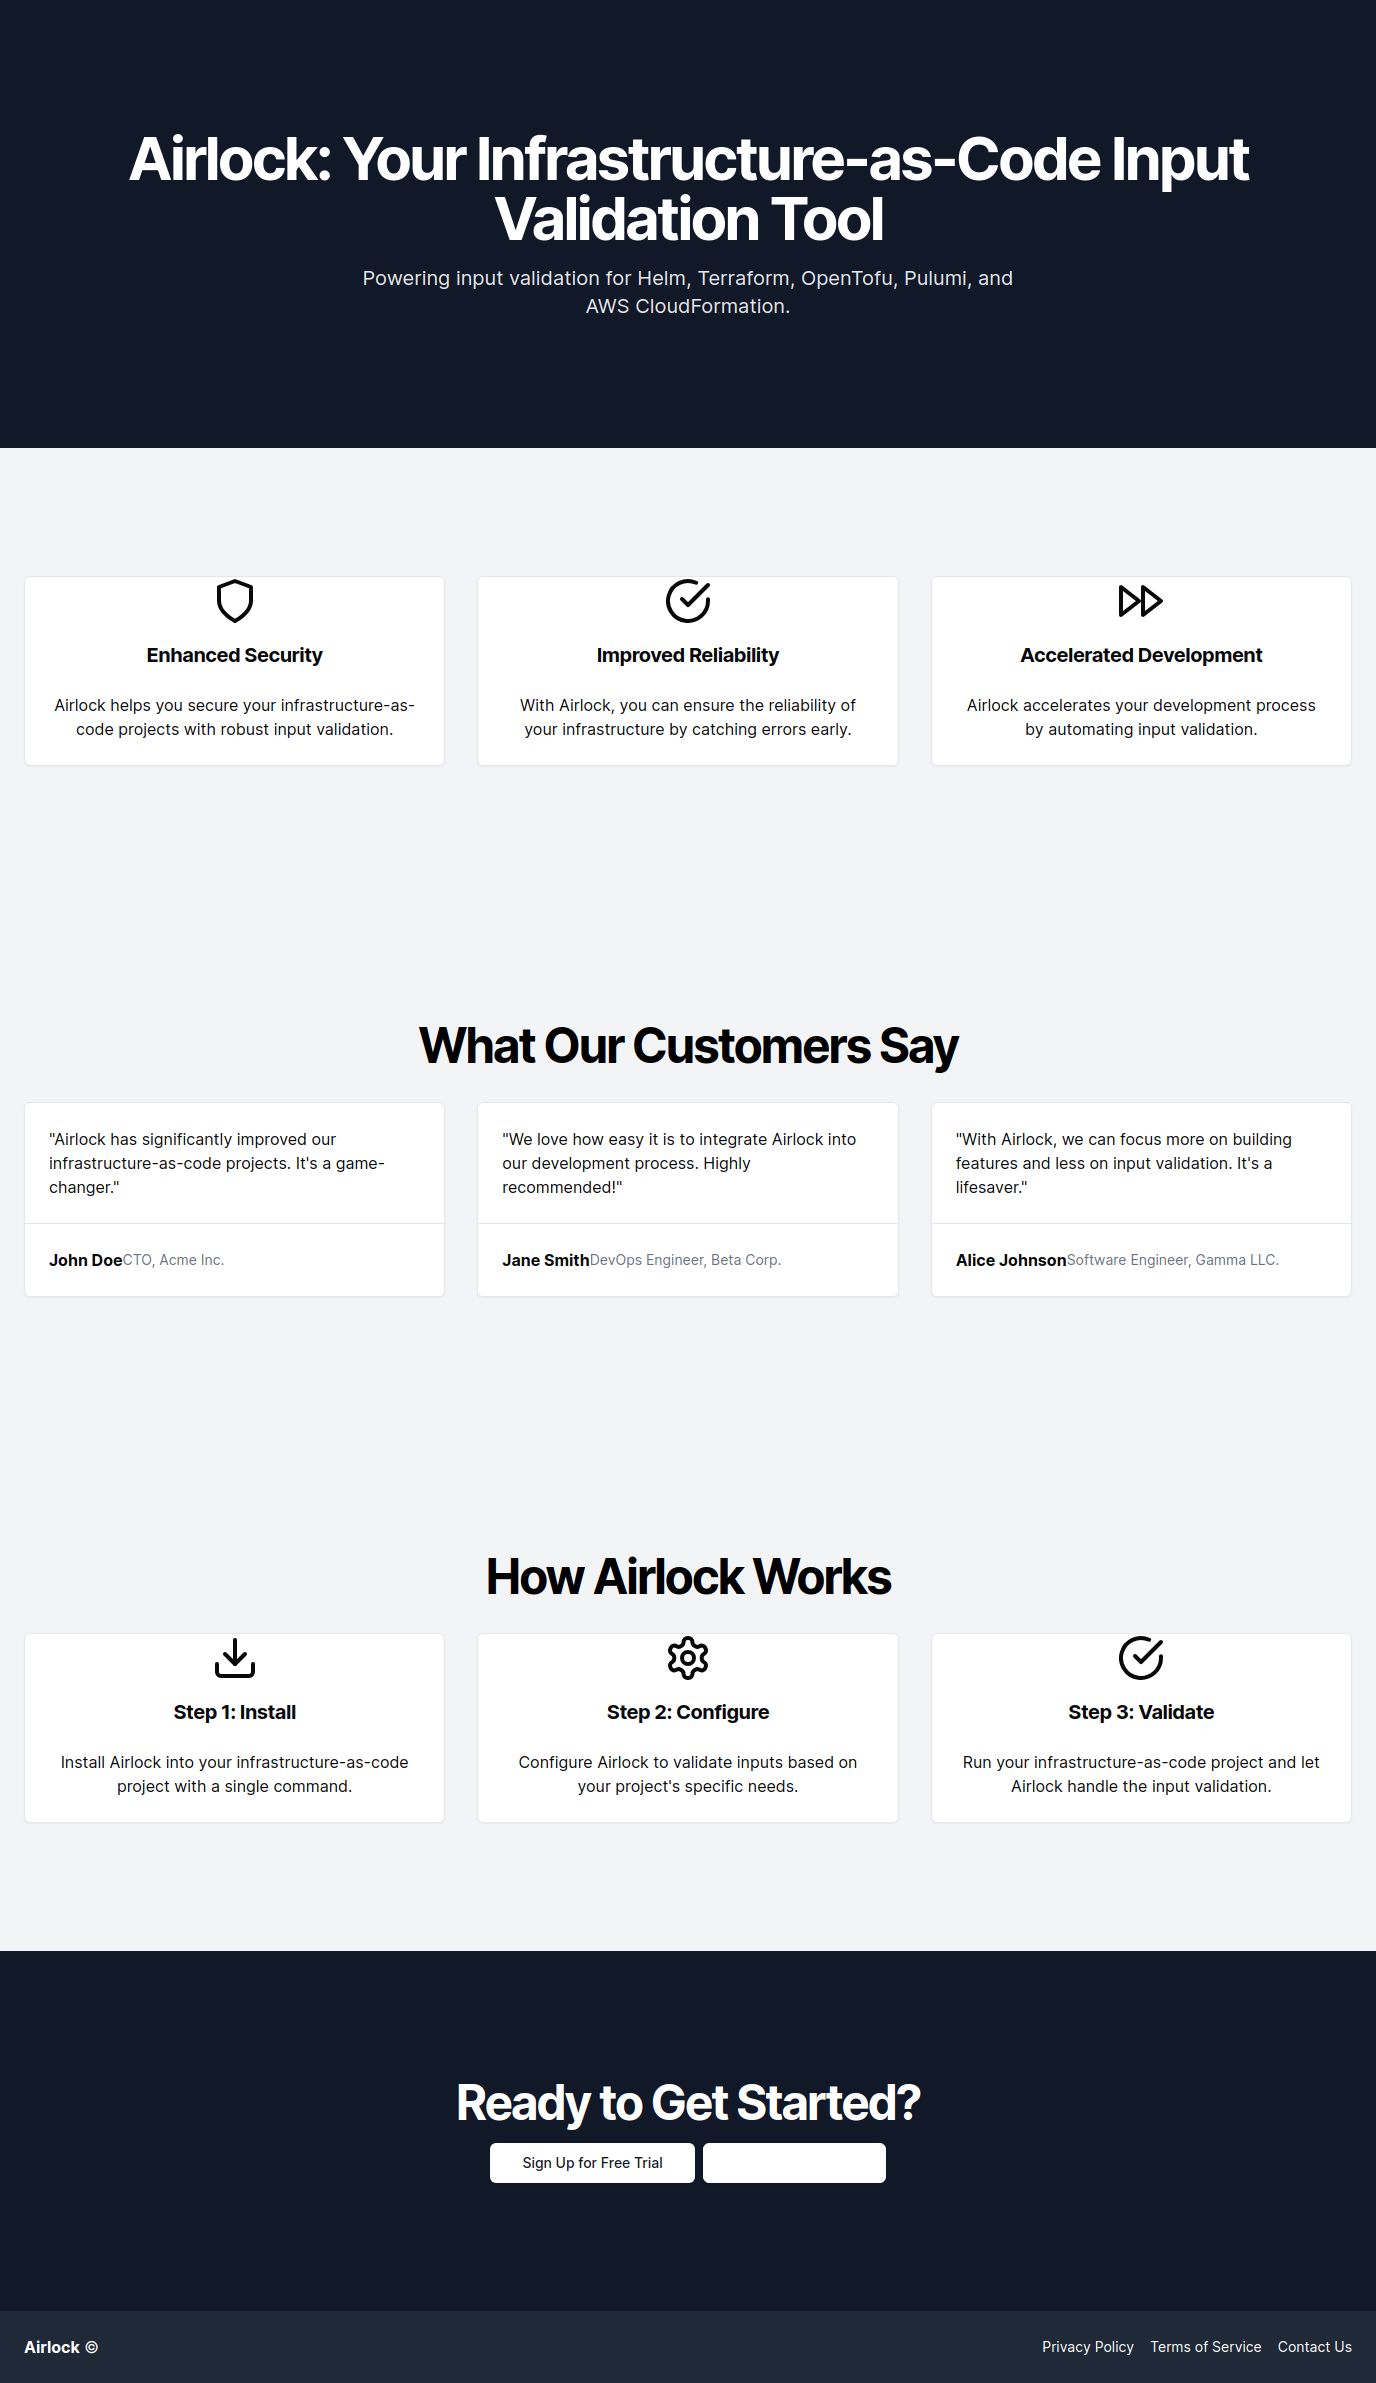 Airlock: Your Infrastructure-as-Code Input
Validation Tool
Powering input validation for Helm, Terraform, OpenTofu, Pulumi, and
AWS CloudFormation.
Enhanced Security
Airlock helps you secure your infrastructure-as-
code projects with robust input validation.
Improved Reliability
With Airlock, you can ensure the reliability of
your infrastructure by catching errors early.
Accelerated Development
Airlock accelerates your development process
by automating input validation.
What Our Customers Say
"Airlock has significantly improved our
infrastructure-as-code projects. It's a game-
changer."
John DoeCTO, Acme Inc.
"We love how easy it is to integrate Airlock into
our development process. Highly
recommended!"
Jane SmithDevOps Engineer, Beta Corp.
"With Airlock, we can focus more on building
features and less on input validation. It's a
lifesaver."
Alice JohnsonSoftware Engineer, Gamma LLC.
How Airlock Works
Step 1: Install
Install Airlock into your infrastructure-as-code
project with a single command.
Step 2: Configure
Configure Airlock to validate inputs based on
your project's specific needs.
Step 3: Validate
Run your infrastructure-as-code project and let
Airlock handle the input validation.
Ready to Get Started?
Sign Up for Free Trial
Airlock ©
Privacy Policy Terms of Service Contact Us